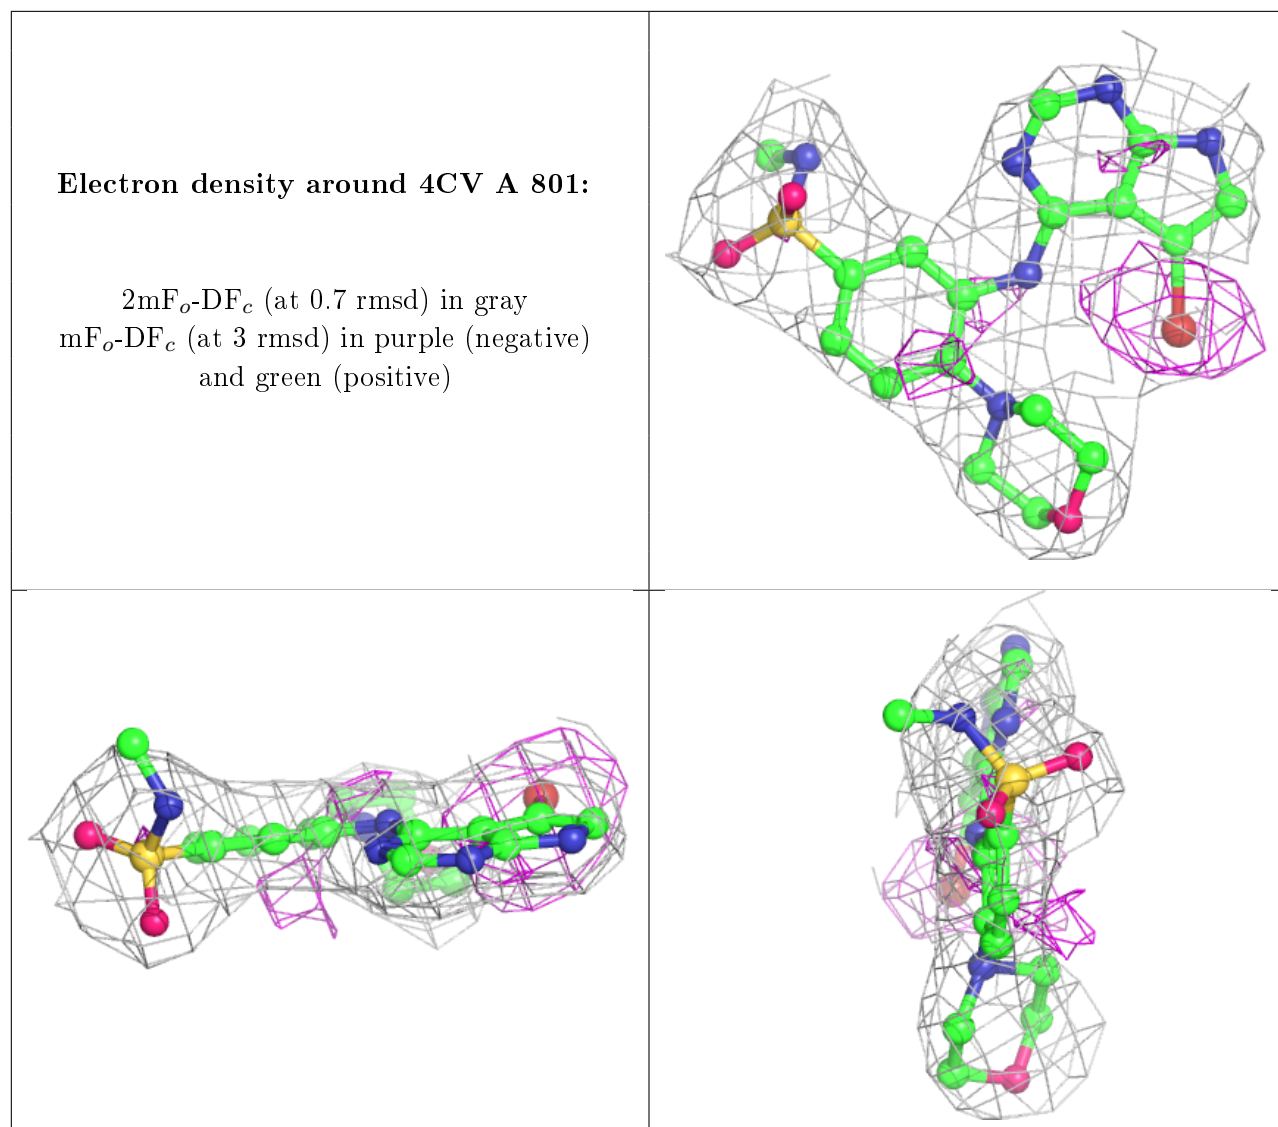 Electron density around 4CV A 801:
2mFo-DFc (at 0.7 rmsd) in gray
mFo-DFc (at 3 rmsd) in purple (negative)
and green (positive)